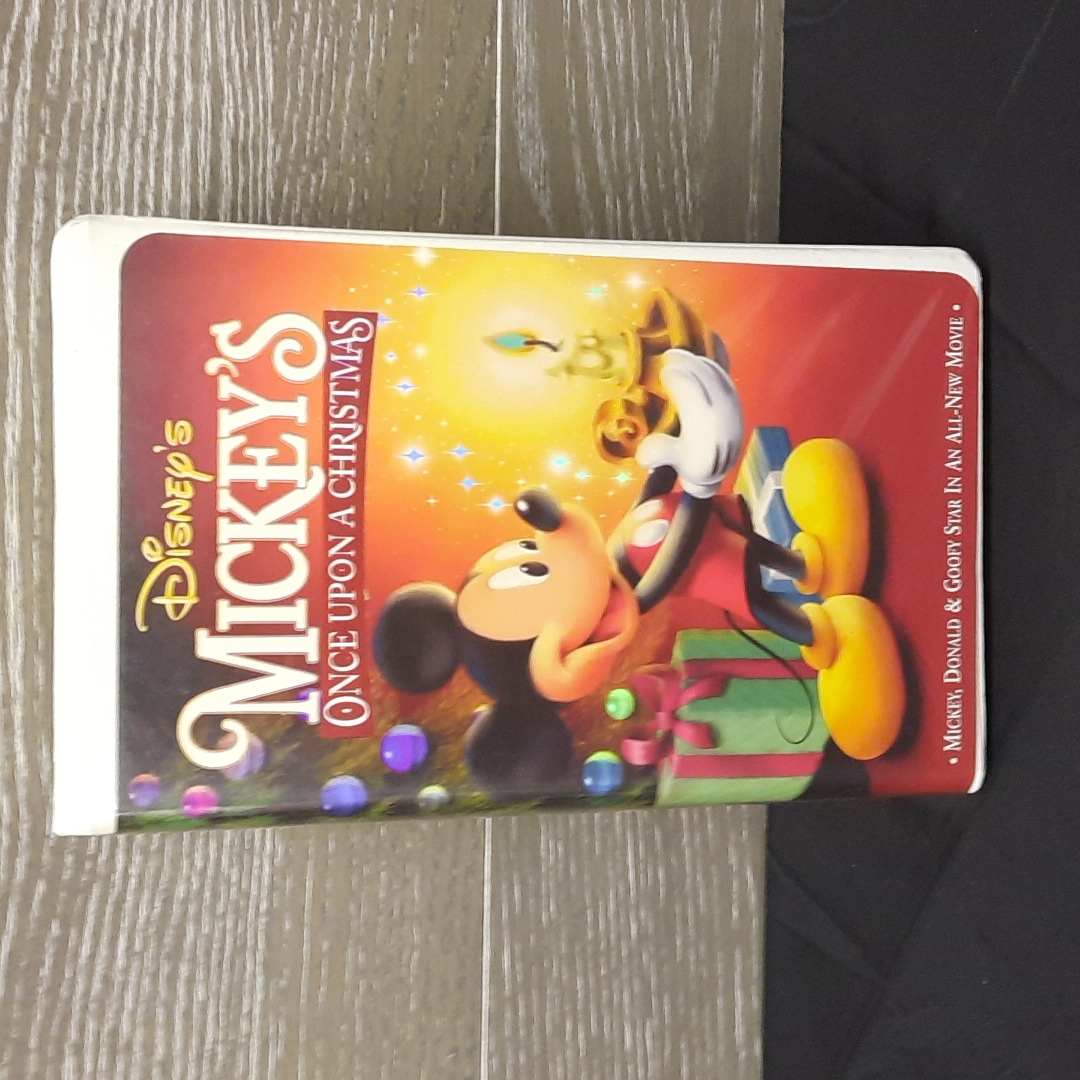 Disney's
Mickey's
Once Upon A Christmas
• Mickey, Donald & Goofy Star In An All-New Movie •